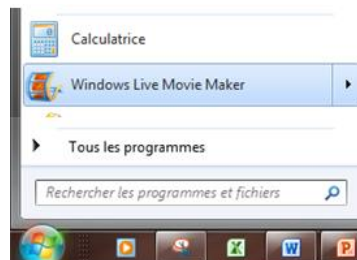 Calculatrice
Windows Live Movie Maker
Tous les programmes
Rechercher les programmes et fichiers